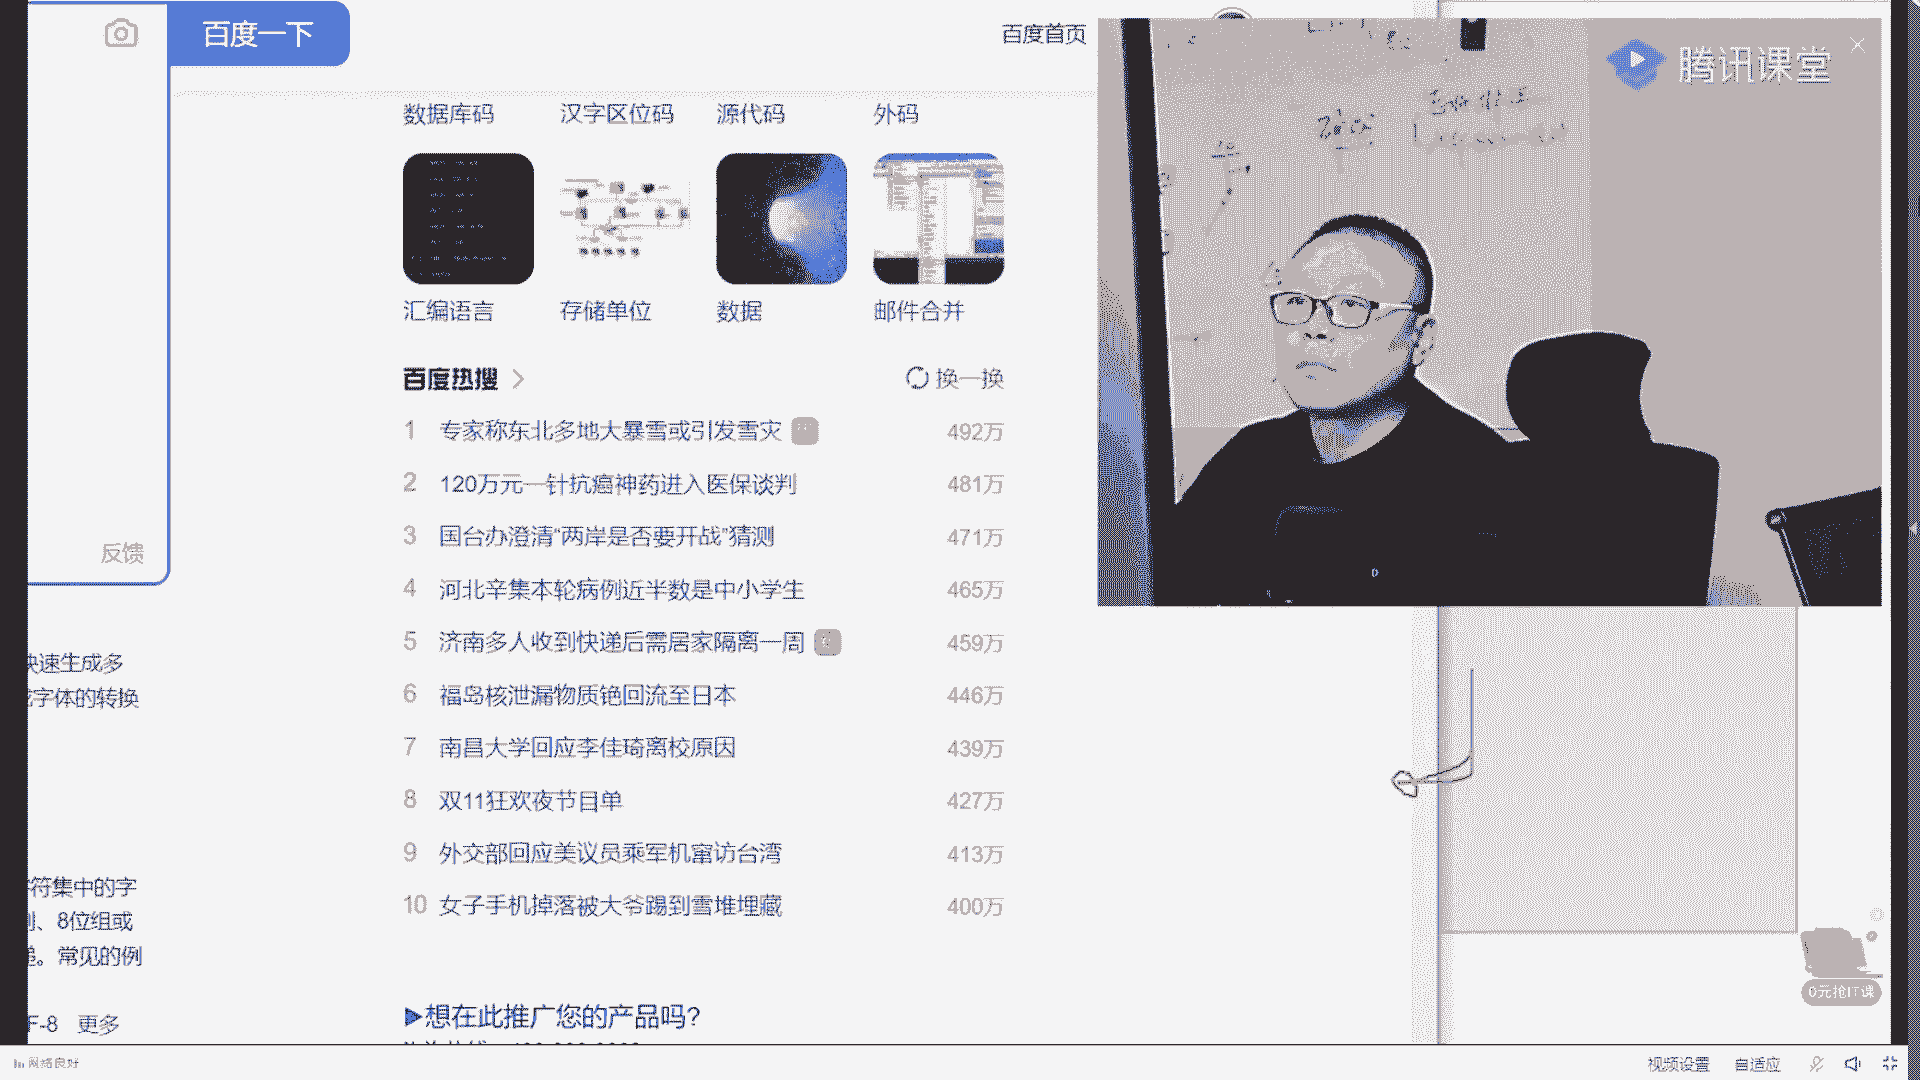 百度一下
百度首页
腾讯课堂
数据库码
汉字区位码
源代码
外码
汇编语言
存储单位
数据
邮件合并
百度热搜
换一换
1 专家称东北多地大暴雪或引发雪灾 492万
2 120万元一针抗癌神药进入医保谈判 481万
3 国台办澄清“两岸是否要开战”猜测 471万
4 河北辛集本轮病例近半数是中小学生 465万
5 济南多人收到快递后需居家隔离一周 459万
6 福岛核泄漏物质铯回流至日本 446万
7 南昌大学回应李佳琦离校原因 439万
8 双11狂欢夜节目单 427万
9 外交部回应美议员乘军机窜访台湾 413万
10 女子手机掉落被大爷踢到雪堆埋藏 400万
反馈
快速生成多
字体的转换
符集中的字
、8位组或
。常见的例
F-8 更多
▶想在此推广您的产品吗?
0元抢IT课
网络良好
视频设置
自适应